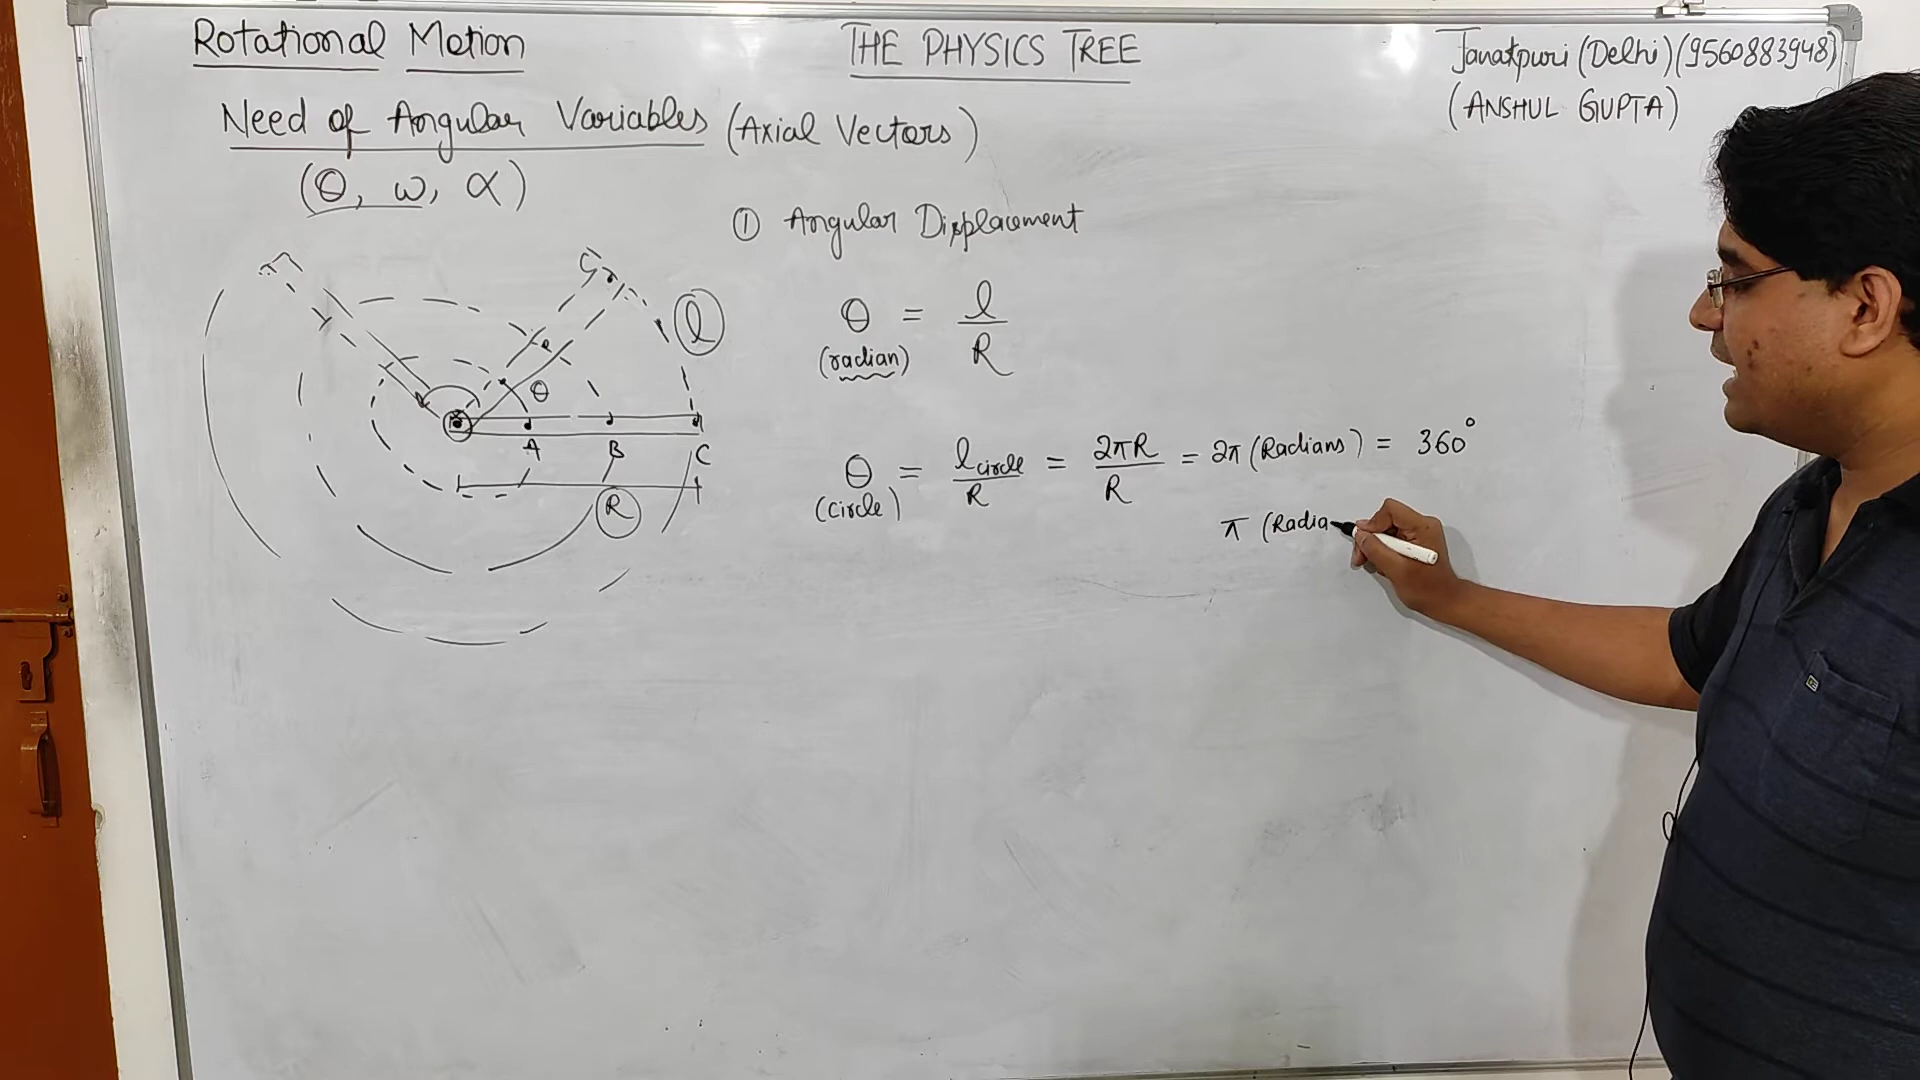 Rotational Motion
THE PHYSICS TREE
Janakpuri (Delhi) (9560883948)
(ANSHUL GUPTA)
Need of Angular Variables (Axial Vectors)
(θ, ω, α)
① Angular Displacement
θ = l / R
(radian)
l
θ
A B C
R
θ = l circle / R = 2πR / R = 2π (Radians) = 360°
(circle)
π (Radia